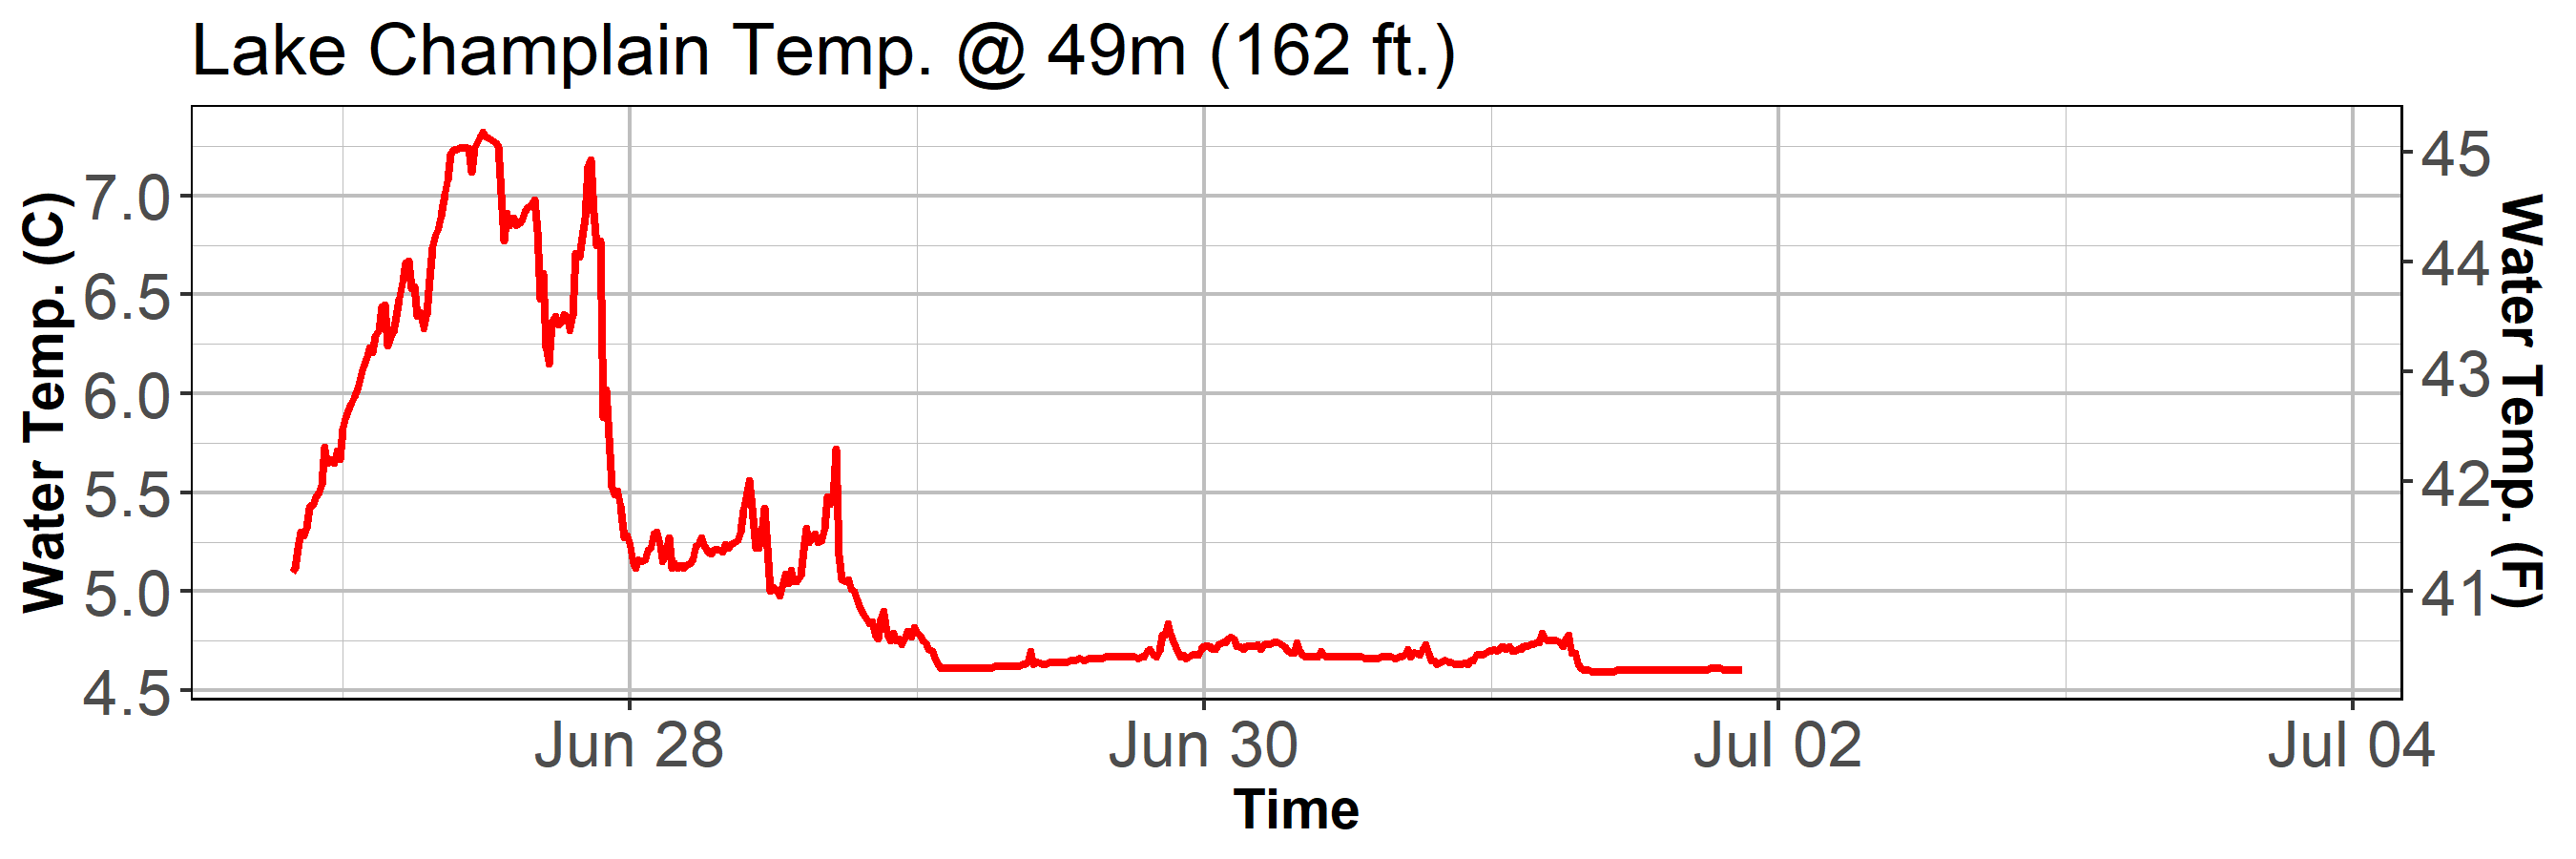 Lake Champlain Temp. @ 49m (162 ft.)
Water Temp. (C)
7.0
6.5
6.0
5.5
5.0
4.5
45
44
43
42
41
Water Temp. (F)
Jun 28
Jun 30
Jul 02
Jul 04
Time